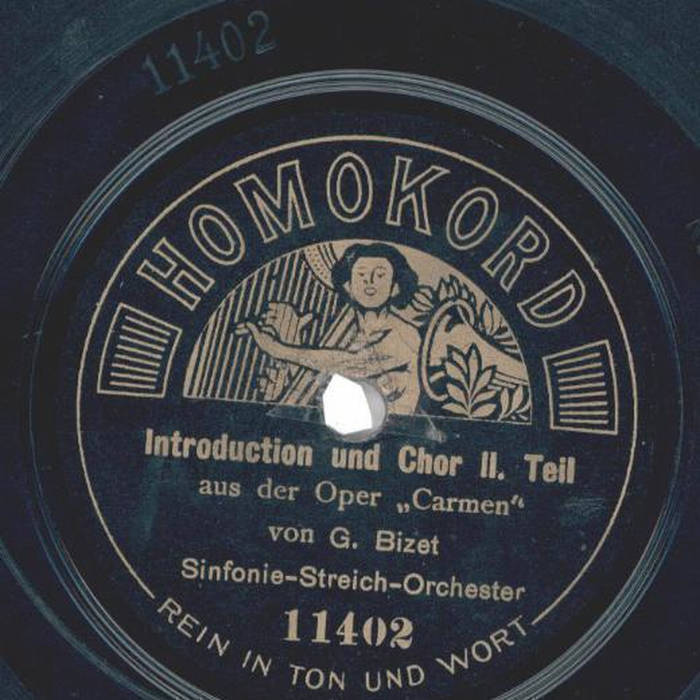 11402
HOMOKORD
Introduction und Chor II. Teil
aus der Oper „Carmen“
von G. Bizet
Sinfonie-Streich-Orchester
11402
REIN IN TON UND WORT